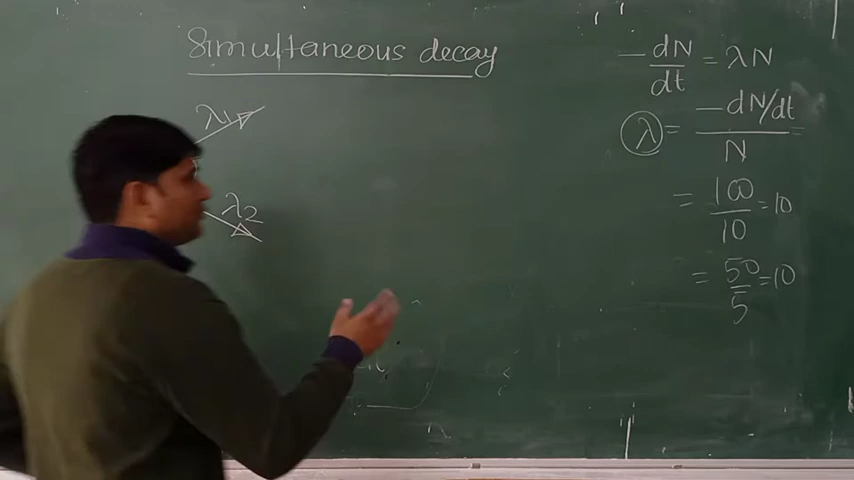 Simultaneous decay
λ1
λ2
- dN/dt = λN
λ = - dN/dt / N =
= 100/10 = 10
= 50/5 = 10